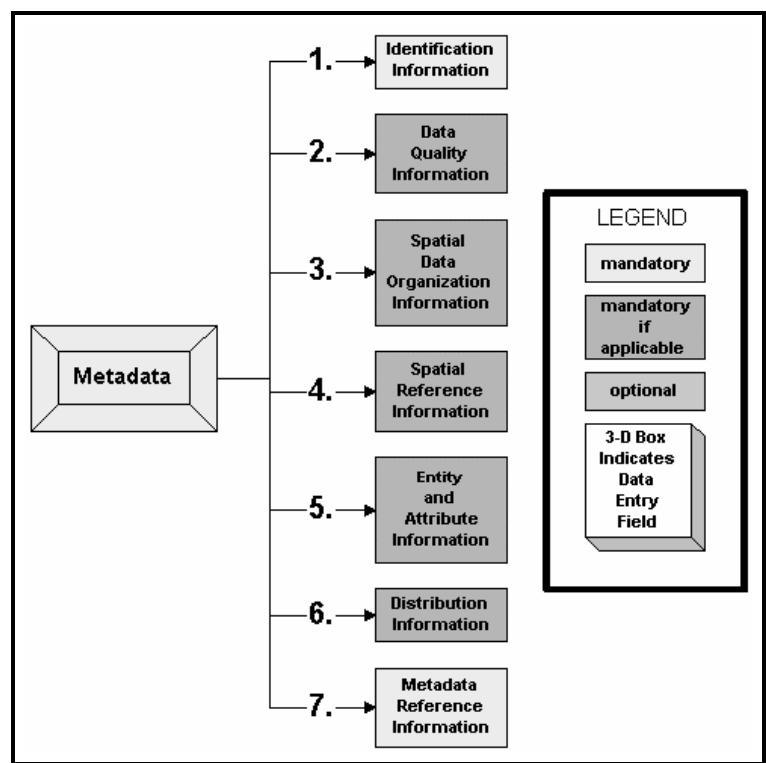 Metadata
1.
Identification
Information
2.
Data
Quality
Information
3.
Spatial
Data
Organization
Information
4.
Spatial
Reference
Information
5.
Entity
and
Attribute
Information
6.
Distribution
Information
7.
Metadata
Reference
Information
LEGEND
mandatory
mandatory
if
applicable
optional
3-D Box
Indicates
Data
Entry
Field